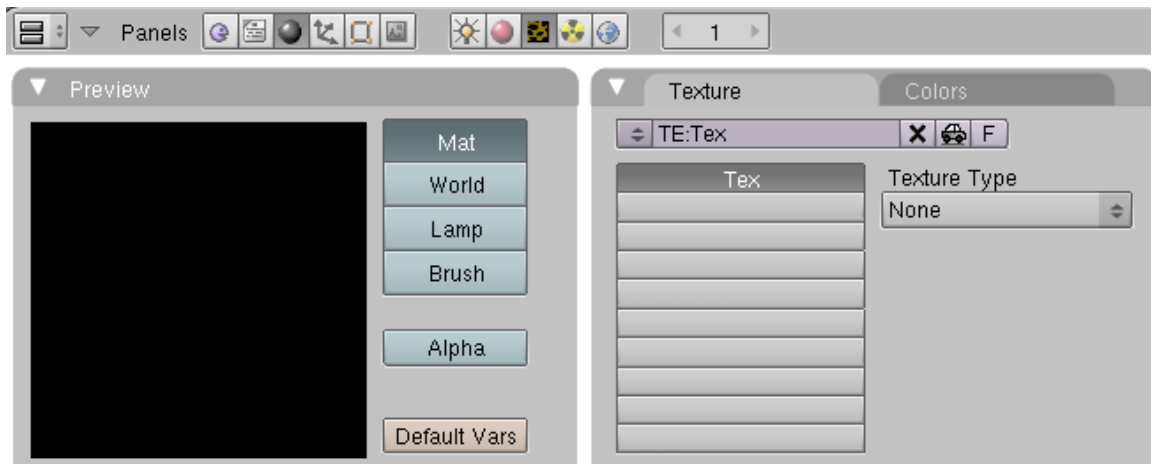 Panels 1
Preview
Texture Colors
Mat
World
Lamp
Brush
Alpha
Default Vars
TE:Tex F
Tex
Texture Type
None